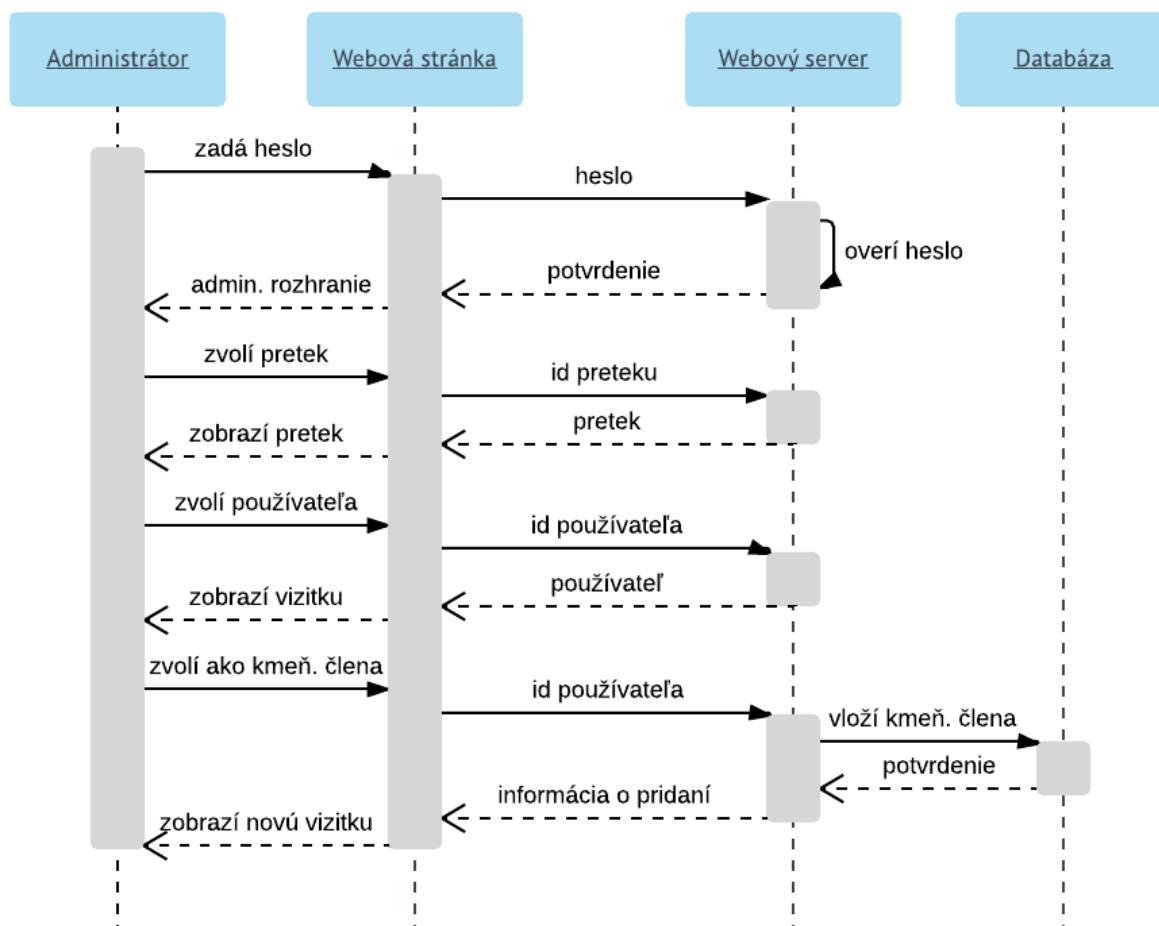 Administrátor
Webová stránka
Webový server
Databáza
zadá heslo
heslo
overí heslo
potvrdenie
admin. rozhranie
zvolí pretek
id preteku
pretek
zobrazí pretek
zvolí používateľa
id používateľa
používateľ
zobrazí vizitku
zvolí ako kmeň. člena
id používateľa
vloží kmeň. člena
potvrdenie
informácia o pridaní
zobrazí novú vizitku